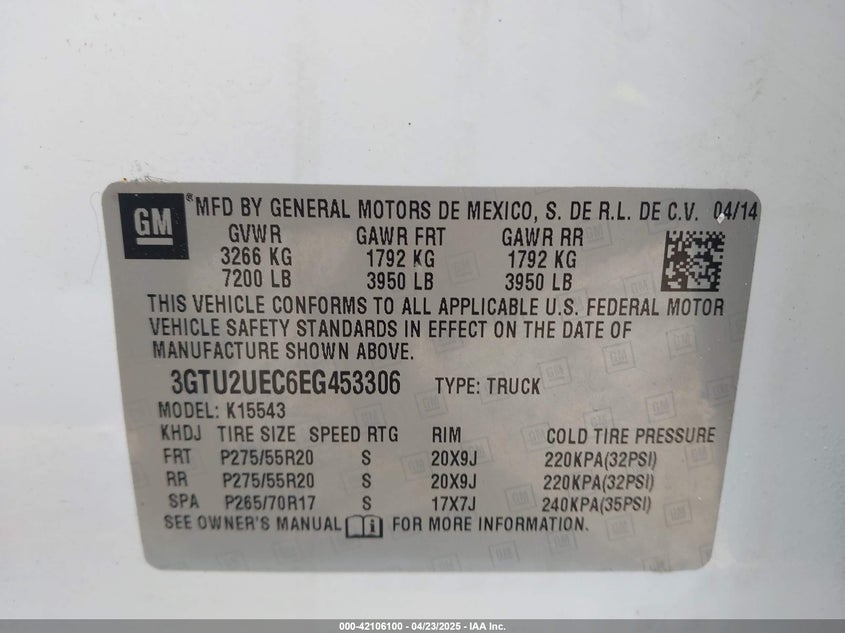 GM® MFD BY GENERAL MOTORS DE MEXICO, S. DE R.L. DE C.V. 04/14
GVWR GAWR FRT GAWR RR
3266 KG 1792 KG 1792 KG
7200 LB 3950 LB 3950 LB
THIS VEHICLE CONFORMS TO ALL APPLICABLE U.S. FEDERAL MOTOR
VEHICLE SAFETY STANDARDS IN EFFECT ON THE DATE OF
MANUFACTURE SHOWN ABOVE.
3GTU2UEC6EG453306 TYPE: TRUCK
MODEL: K15543
KHDJ TIRE SIZE SPEED RTG RIM COLD TIRE PRESSURE
FRT P275/55R20 S 20X9J 220KPA(32PSI)
RR P275/55R20 S 20X9J 220KPA(32PSI)
SPA P265/70R17 S 17X7J 240KPA(35PSI)
SEE OWNER'S MANUAL FOR MORE INFORMATION.
000-42106100 - 04/23/2025 - IAA Inc.